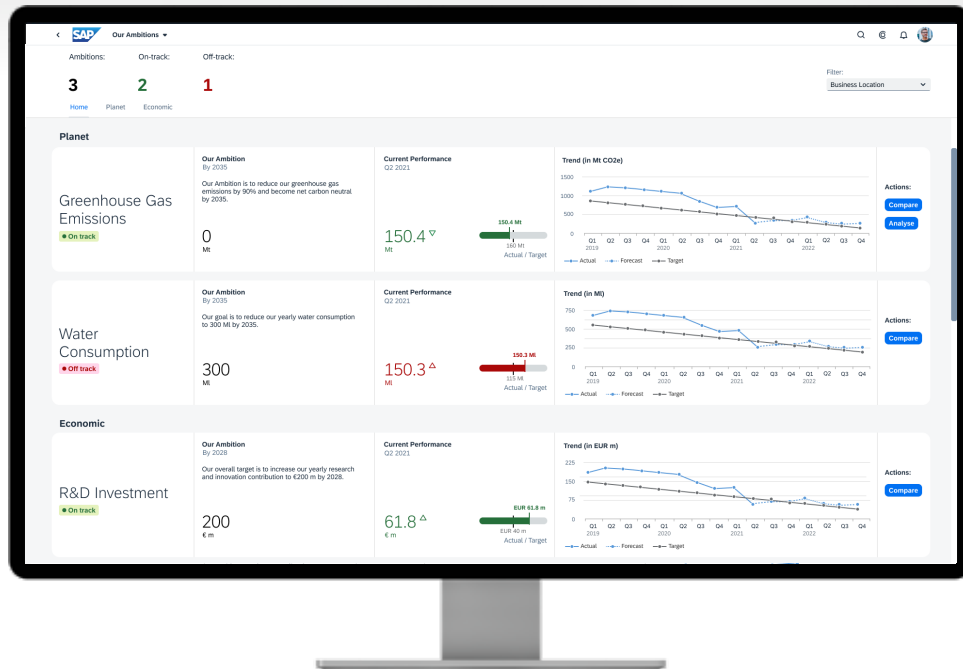 SAP Our Ambitions
Ambitions: On-track: Off-track:
3 2 1
Filter:
Business Location
Home Planet Economic
Planet
Greenhouse Gas
Emissions
On track
Our Ambition
By 2035
Our Ambition is to reduce our greenhouse gas
emissions by 90% and become net carbon neutral
by 2035.
0
Mt
Current Performance
Q2 2021
150.4
Mt
150.4 Mt
160 Mt
Actual / Target
Trend (in Mt CO2e)
1500
1000
500
0
Q1 Q2 Q3 Q4 Q1 Q2 Q3 Q4 Q1 Q2 Q3 Q4 Q1 Q2 Q3 Q4
2019 2020 2021 2022
Actual Forecast Target
Actions:
Compare
Analyse
Water
Consumption
Off track
Our Ambition
By 2035
Our goal is to reduce our yearly water consumption
to 300 Ml by 2035.
300
Ml
Current Performance
Q2 2021
150.3
Ml
150.3 Ml
115 Ml
Actual / Target
Trend (in Ml)
750
500
250
0
Q1 Q2 Q3 Q4 Q1 Q2 Q3 Q4 Q1 Q2 Q3 Q4 Q1 Q2 Q3 Q4
2019 2020 2021 2022
Actual Forecast Target
Actions:
Compare
Economic
R&D Investment
On track
Our Ambition
By 2028
Our overall target is to increase our yearly research
and innovation contribution to €200 m by 2028.
200
€ m
Current Performance
Q2 2021
61.8
€ m
EUR 61.8 m
EUR 40 m
Actual / Target
Trend (in EUR m)
225
150
75
0
Q1 Q2 Q3 Q4 Q1 Q2 Q3 Q4 Q1 Q2 Q3 Q4 Q1 Q2 Q3 Q4
2019 2020 2021 2022
Actual Forecast Target
Actions:
Compare